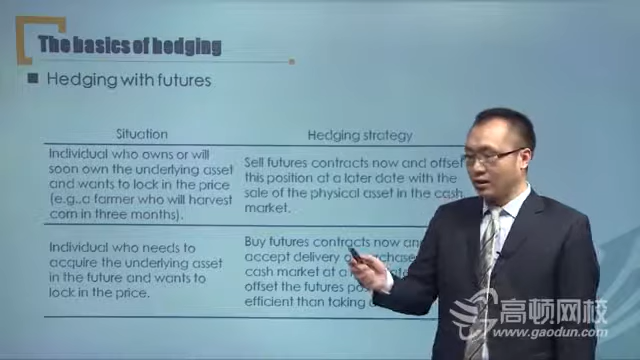 The basics of hedging
Hedging with futures
Situation
Hedging strategy
Individual who owns or will
soon own the underlying asset
and wants to lock in the price
(e.g.,a farmer who will harvest
corn in three months).
Sell futures contracts now and offset
this position at a later date with the
sale of the physical asset in the cash
market.
Individual who needs to
acquire the underlying asset
in the future and wants to
lock in the price.
Buy futures contracts now and
accept delivery
cash market at a
offset the futures
efficient than taking
高顿网校
www.gaodun.com